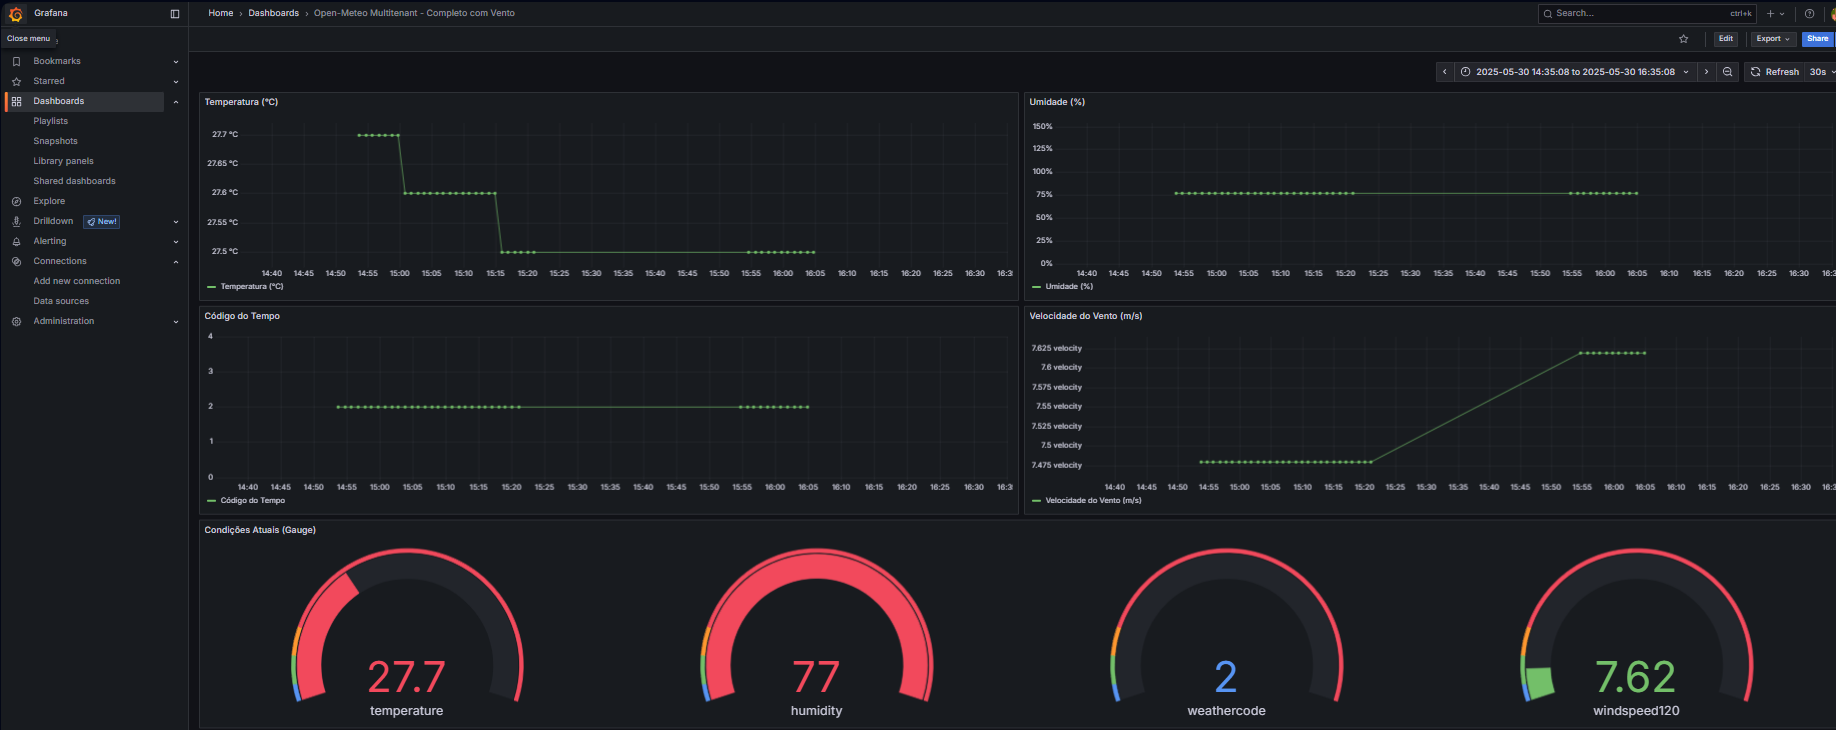 Grafana
Home › Dashboards › Open-Meteo Multitenant - Completo com Vento
Search...
ctrl+k
Close menu
Edit
Export
Share
Bookmarks
Starred
Dashboards
Playlists
Snapshots
Library panels
Shared dashboards
Explore
Drilldown
New!
Alerting
Connections
Add new connection
Data sources
Administration
2025-05-30 14:35:08 to 2025-05-30 16:35:08
Refresh
30s
Temperatura (°C)
27.7 °C
27.65 °C
27.6 °C
27.55 °C
27.5 °C
14:40 14:45 14:50 14:55 15:00 15:05 15:10 15:15 15:20 15:25 15:30 15:35 15:40 15:45 15:50 15:55 16:00 16:05 16:10 16:15 16:20 16:25 16:30
Temperatura (°C)
Umidade (%)
150%
125%
100%
75%
50%
25%
0%
14:40 14:45 14:50 14:55 15:00 15:05 15:10 15:15 15:20 15:25 15:30 15:35 15:40 15:45 15:50 15:55 16:00 16:05 16:10 16:15 16:20 16:25 16:30
Umidade (%)
Código do Tempo
4
3
2
1
0
14:40 14:45 14:50 14:55 15:00 15:05 15:10 15:15 15:20 15:25 15:30 15:35 15:40 15:45 15:50 15:55 16:00 16:05 16:10 16:15 16:20 16:25 16:30
Código do Tempo
Velocidade do Vento (m/s)
7.625 velocity
7.6 velocity
7.575 velocity
7.55 velocity
7.525 velocity
7.5 velocity
7.475 velocity
14:40 14:45 14:50 14:55 15:00 15:05 15:10 15:15 15:20 15:25 15:30 15:35 15:40 15:45 15:50 15:55 16:00 16:05 16:10 16:15 16:20 16:25 16:30
Velocidade do Vento (m/s)
Condições Atuais (Gauge)
27.7
temperature
77
humidity
2
weathercode
7.62
windspeed120